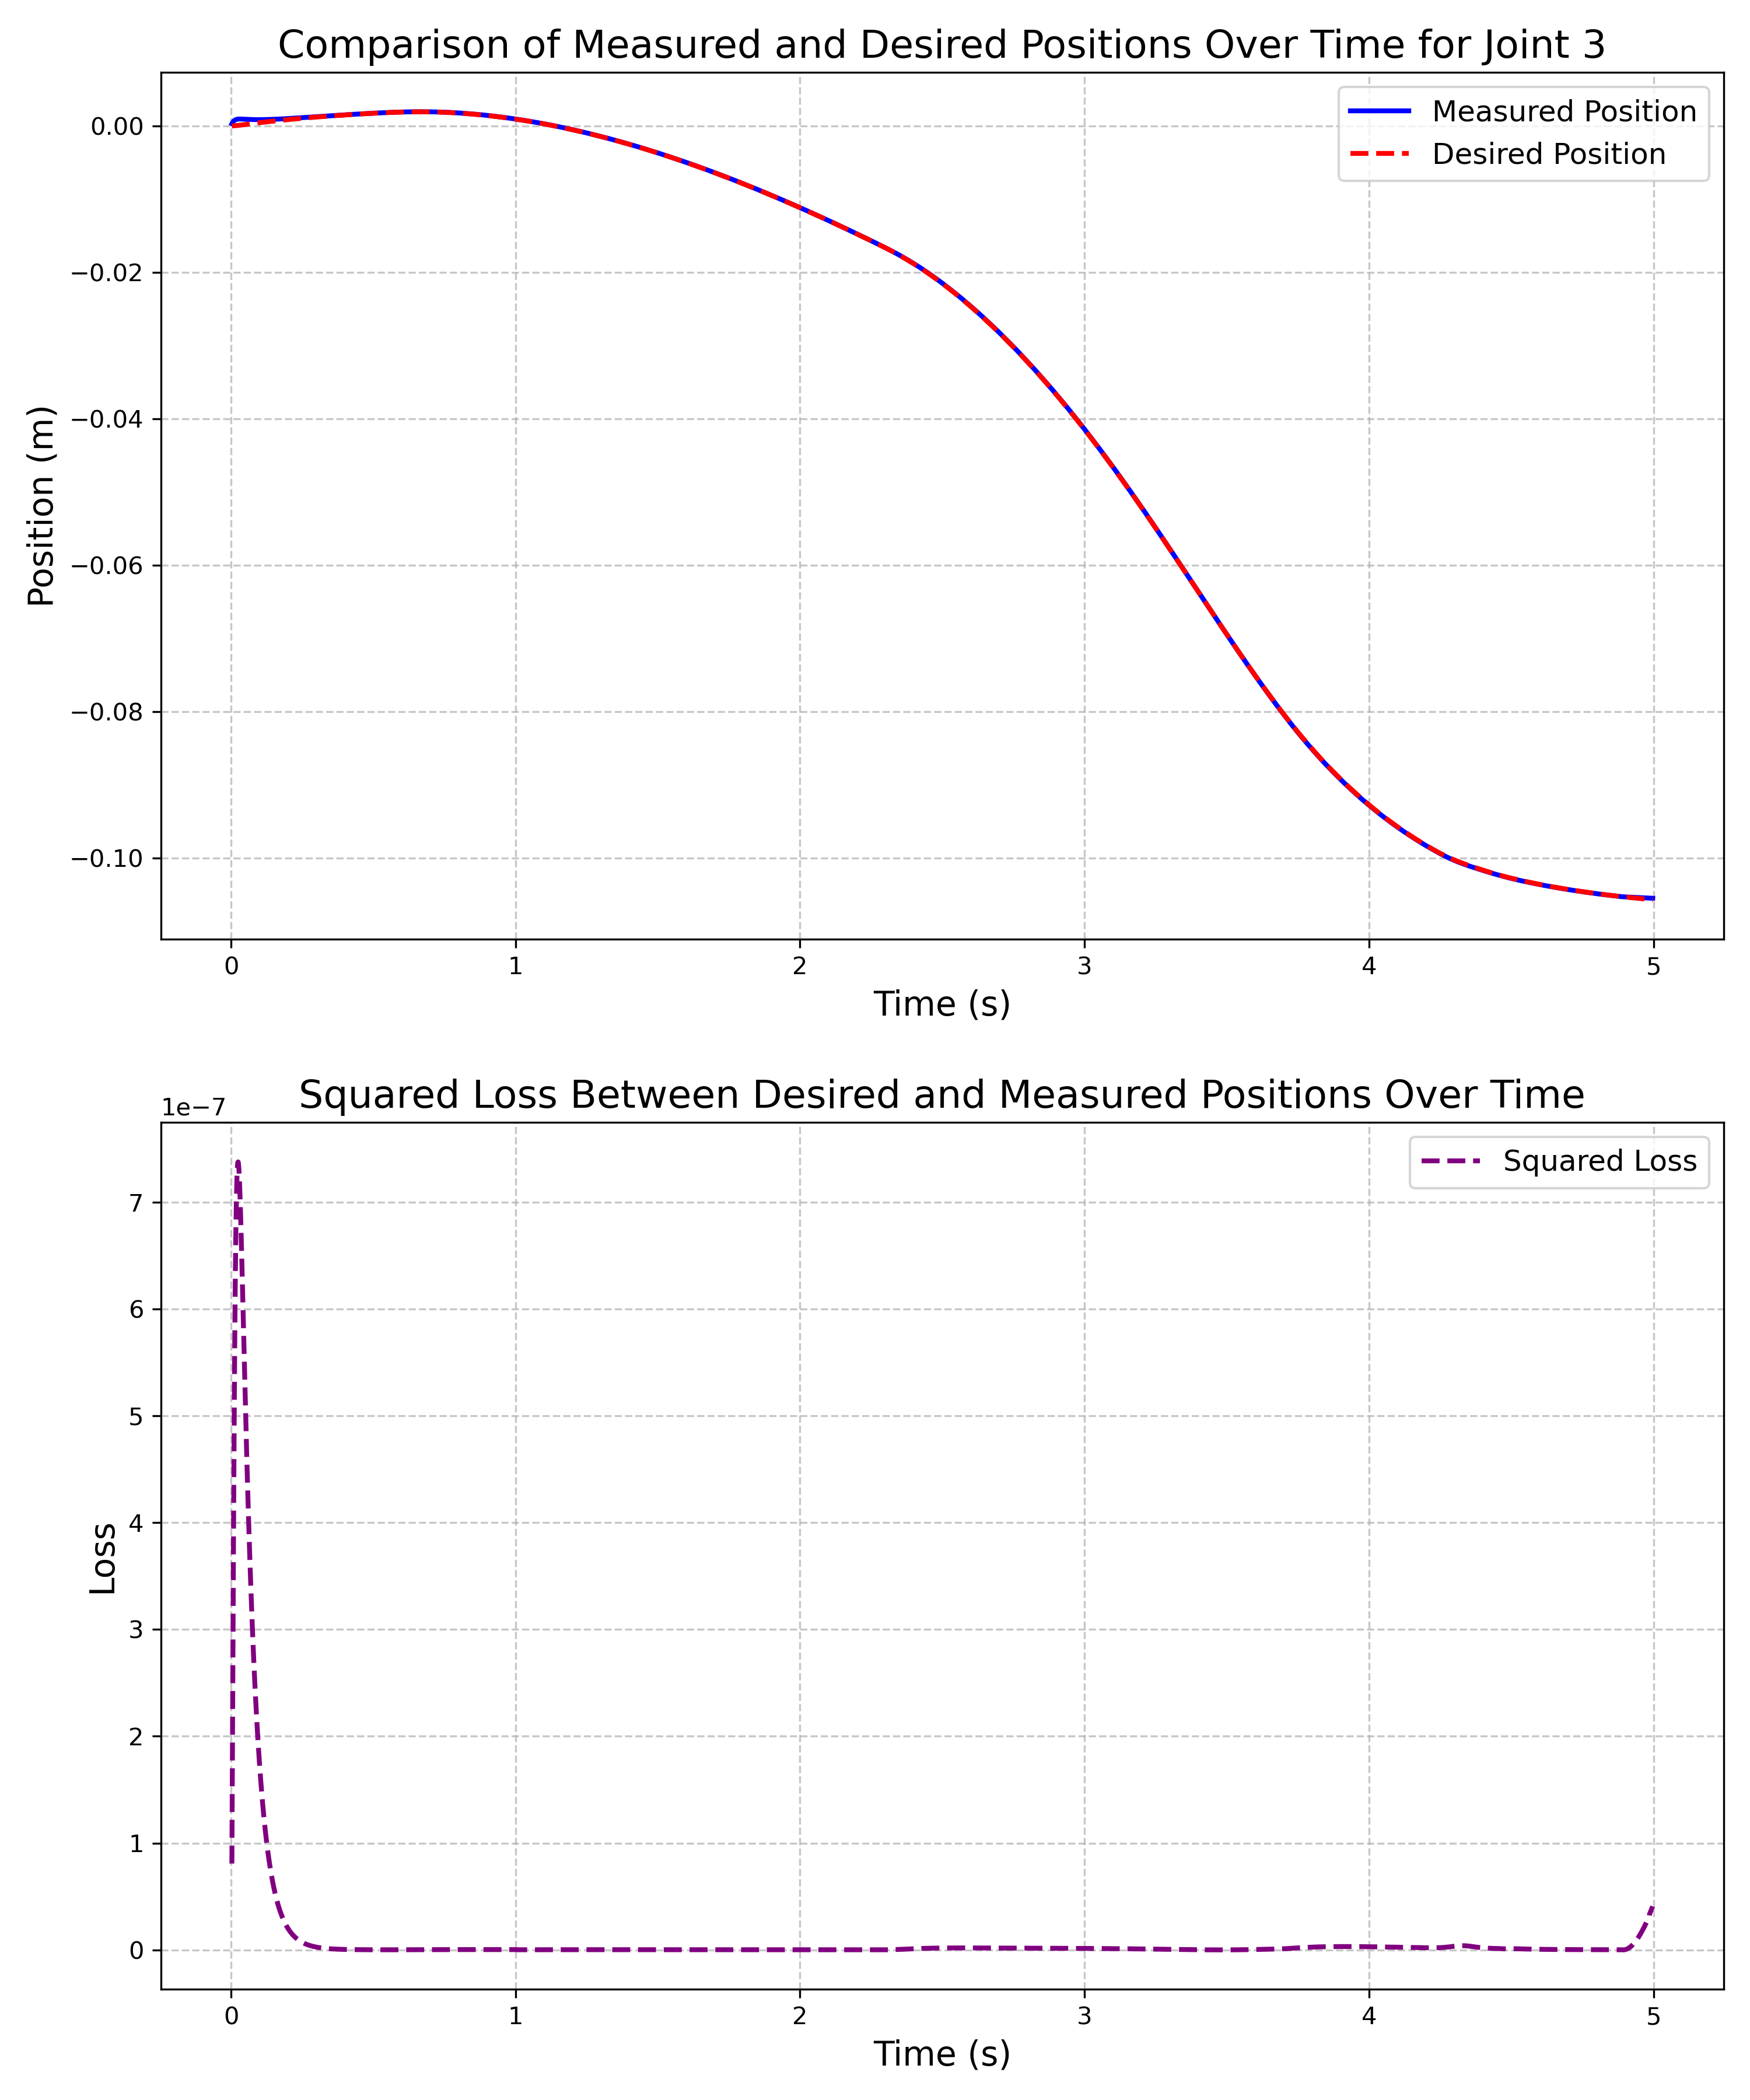 Comparison of Measured and Desired Positions Over Time for Joint 3
Measured Position
Desired Position
Position (m)
0.00
−0.02
−0.04
−0.06
−0.08
−0.10
0 1 2 3 4 5
Time (s)
Squared Loss Between Desired and Measured Positions Over Time
1e−7
Squared Loss
Loss
7
6
5
4
3
2
1
0
0 1 2 3 4 5
Time (s)